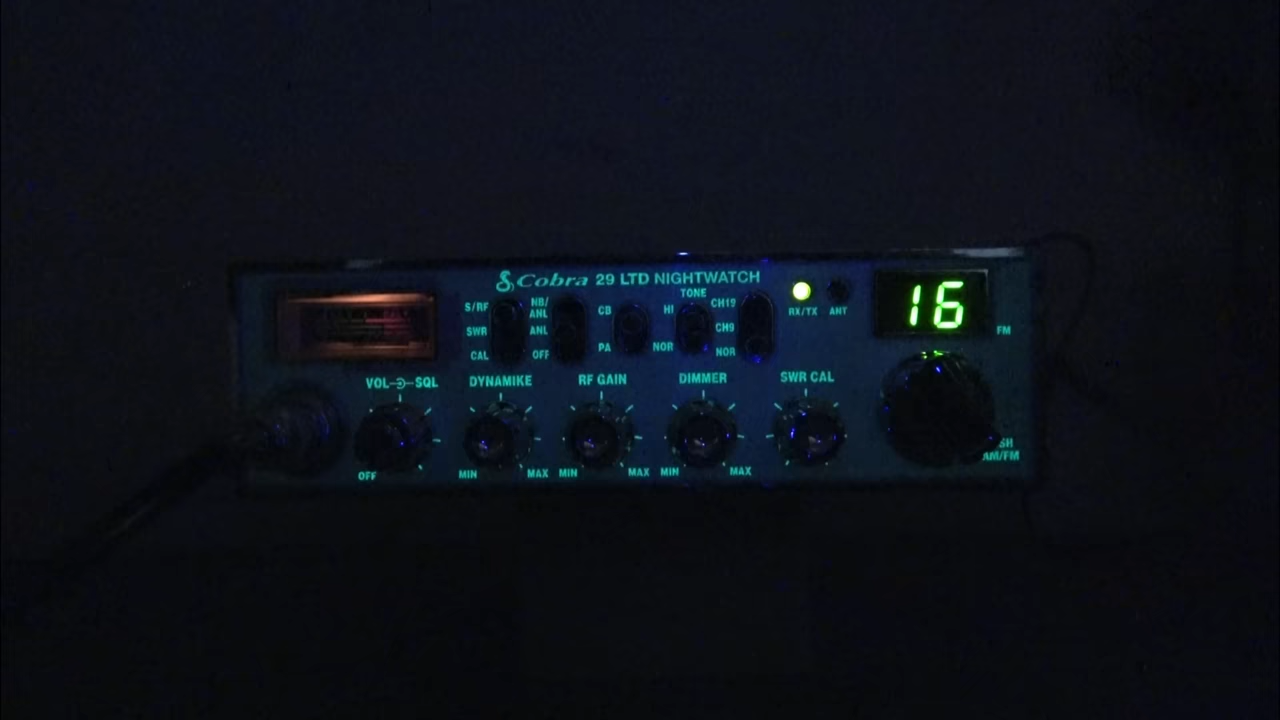 Cobra 29 LTD NIGHTWATCH
S/RF
SWR
CAL
NB/
ANL
ANL
OFF
CB
PA
TONE
HI
NOR
CH19
CH9
NOR
RX/TX
ANT
16
FM
VOL SQL
OFF
DYNAMIKE
MIN MAX
RF GAIN
MIN MAX
DIMMER
MIN MAX
SWR CAL
AM/FM